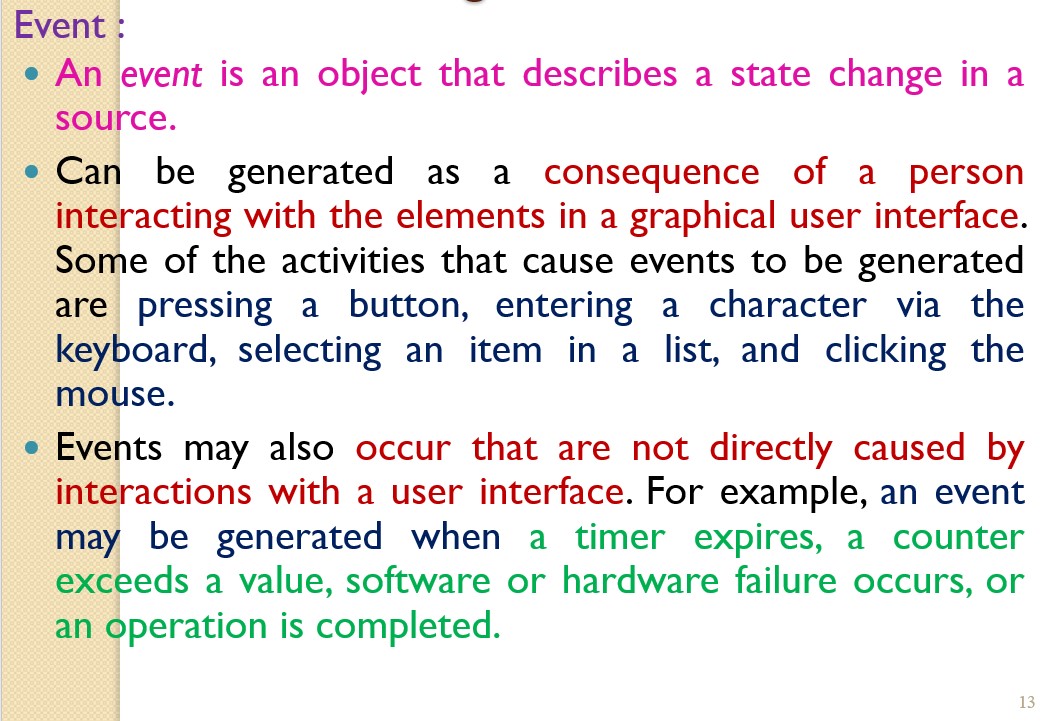 Event :
• An event is an object that describes a state change in a
source.
• Can be generated as a consequence of a person
interacting with the elements in a graphical user interface.
Some of the activities that cause events to be generated
are pressing a button, entering a character via the
keyboard, selecting an item in a list, and clicking the
mouse.
• Events may also occur that are not directly caused by
interactions with a user interface. For example, an event
may be generated when a timer expires, a counter
exceeds a value, software or hardware failure occurs, or
an operation is completed.
13